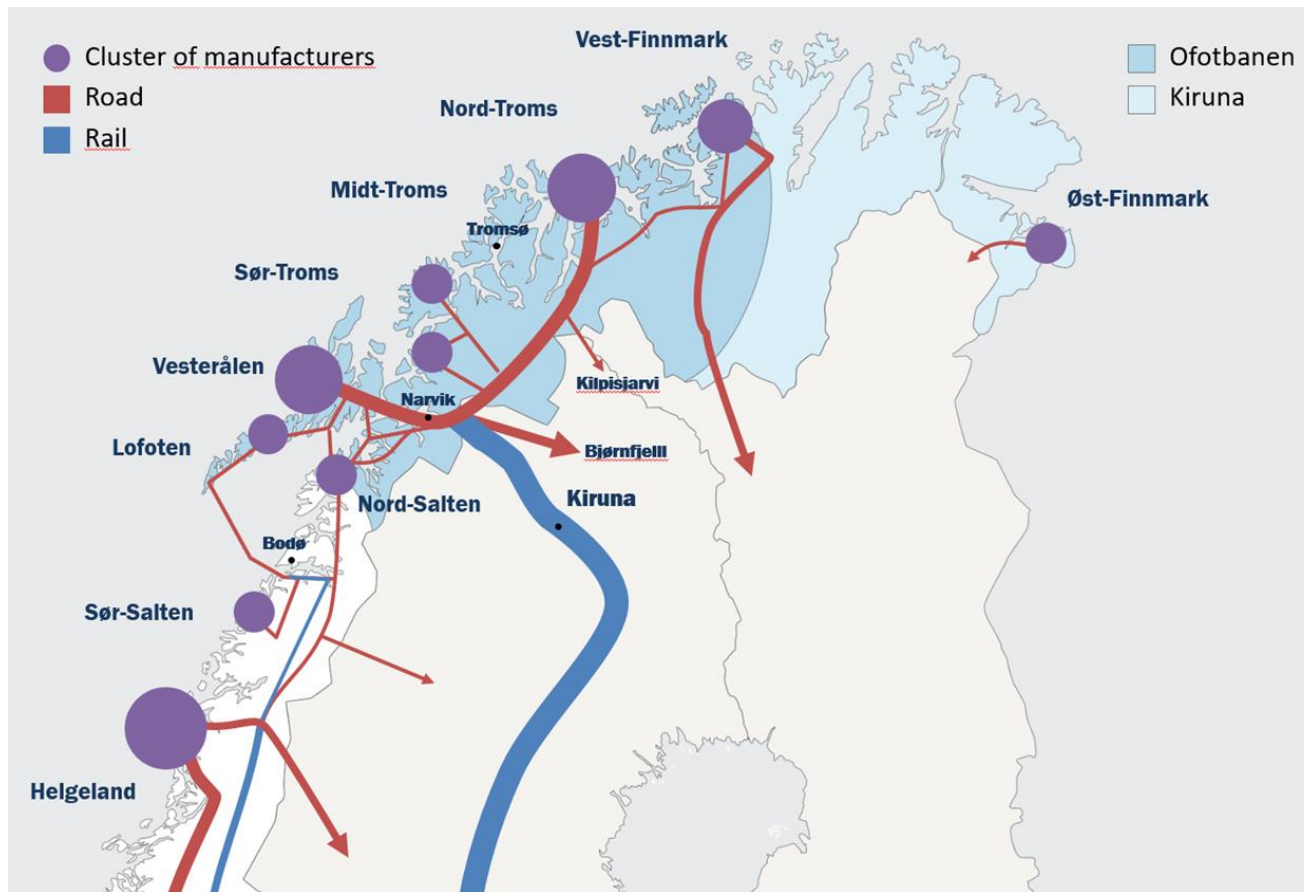 Cluster of manufacturers
Road
Rail
Ofotbanen
Kiruna
Vest-Finnmark
Nord-Troms
Midt-Troms
Øst-Finnmark
Tromsø
Sør-Troms
Vesterålen
Kilpisjarvi
Narvik
Lofoten
Bjørnfjelll
Nord-Salten
Kiruna
Bodø
Sør-Salten
Helgeland